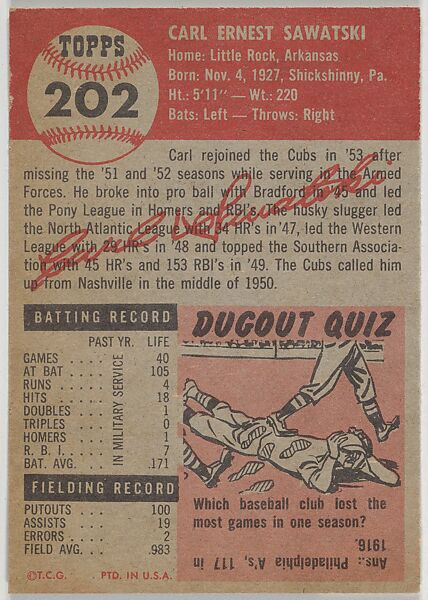 TOPPS
202
CARL ERNEST SAWATSKI
Home: Little Rock, Arkansas
Born: Nov. 4, 1927, Shickshinny, Pa.
Ht.: 5'11" — Wt.: 220
Bats: Left — Throws: Right
Carl rejoined the Cubs in '53 after
missing the '51 and '52 seasons while serving in the Armed
Forces. He broke into pro ball with Bradford in '45 and led
the Pony League in Homers and RBI's. The husky slugger led
the North Atlantic League with 34 HR's in '47, led the Western
League with 29 HR's in '48 and topped the Southern Associa-
tion with 45 HR's and 153 RBI's in '49. The Cubs called him
up from Nashville in the middle of 1950.
BATTING RECORD
PAST YR. LIFE
IN MILITARY SERVICE
GAMES . . . 40
AT BAT . . . 105
RUNS . . . 4
HITS . . . 18
DOUBLES . . 1
TRIPLES . . 0
HOMERS . . 1
R. B. I. . . 7
BAT. AVG. . .171
FIELDING RECORD
PUTOUTS . . . . 100
ASSISTS . . . . 19
ERRORS . . . . 2
FIELD AVG. . . . .983
©T.C.G. PTD. IN U.S.A.
DUGOUT QUIZ
Which baseball club lost the
most games in one season?
Ans.: Philadelphia A's, 117 in
1916.